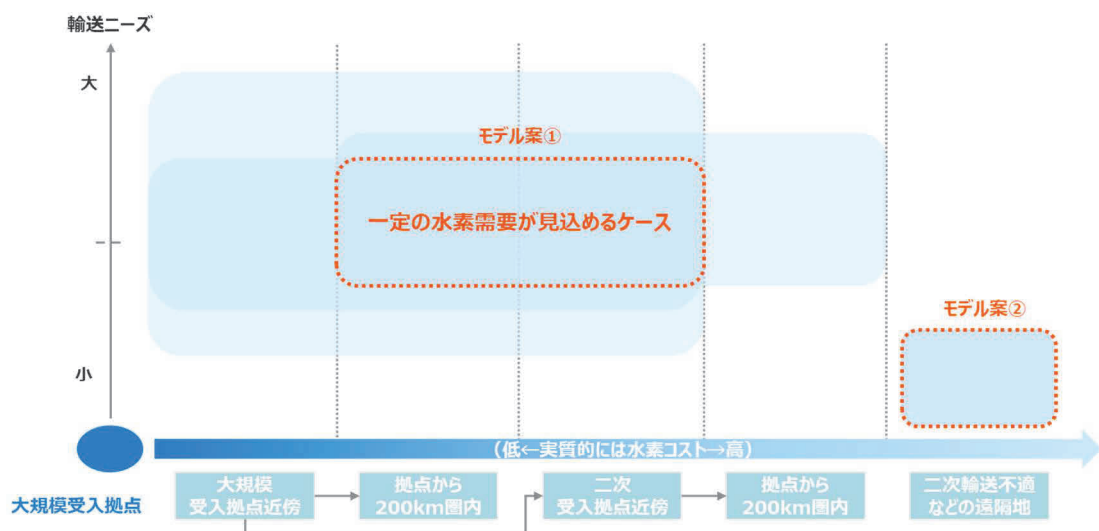 輸送ニーズ
大
モデル案①
一定の水素需要が見込めるケース
モデル案②
小
(低←実質的には水素コスト→高)
大規模受入拠点
大規模
受入拠点近傍
拠点から
200km圏内
二次
受入拠点近傍
拠点から
200km圏内
二次輸送不適
などの遠隔地